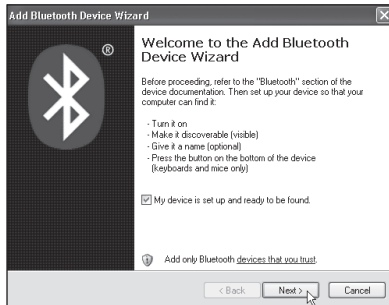 Add Bluetooth Device Wizard
®
Welcome to the Add Bluetooth
Device Wizard
Before proceeding, refer to the "Bluetooth" section of the
device documentation. Then set up your device so that your
computer can find it:
- Turn it on
- Make it discoverable (visible)
- Give it a name (optional)
- Press the button on the bottom of the device
(keyboards and mice only)
My device is set up and ready to be found.
Add only Bluetooth devices that you trust.
< Back Next > Cancel